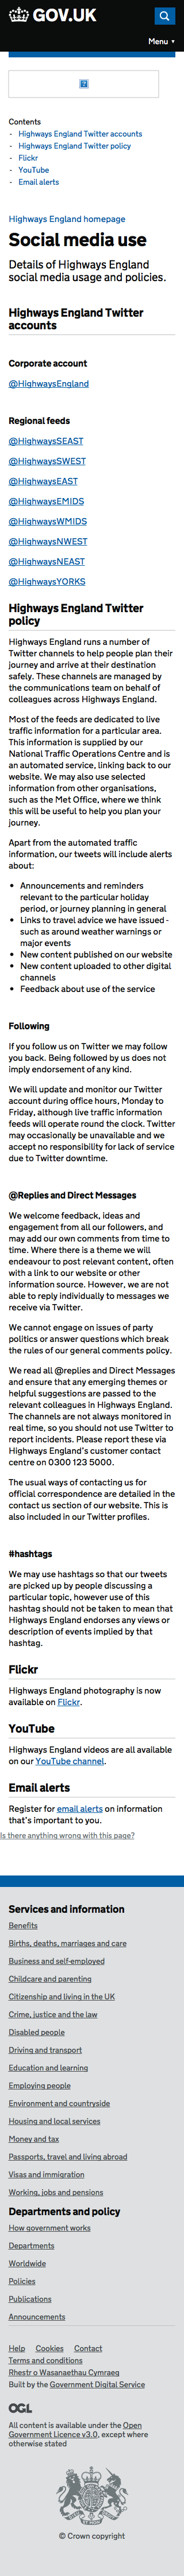 GOV.UK
Menu ▼
Contents
- Highways England Twitter accounts
- Highways England Twitter policy
- Flickr
- YouTube
- Email alerts
Highways England homepage
Social media use
Details of Highways England
social media usage and policies.
Highways England Twitter
accounts
Corporate account
@HighwaysEngland
Regional feeds
@HighwaysSEAST
@HighwaysSWEST
@HighwaysEAST
@HighwaysEMIDS
@HighwaysWMIDS
@HighwaysNWEST
@HighwaysNEAST
@HighwaysYORKS
Highways England Twitter
policy
Highways England runs a number of
Twitter channels to help people plan their
journey and arrive at their destination
safely. These channels are managed by
the communications team on behalf of
colleagues across Highways England.
Most of the feeds are dedicated to live
traffic information for a particular area.
This information is supplied by our
National Traffic Operations Centre and is
an automated service, linking back to our
website. We may also use selected
information from other organisations,
such as the Met Office, where we think
this will be useful to help you plan your
journey.
Apart from the automated traffic
information, our tweets will include alerts
about:
• Announcements and reminders
relevant to the particular holiday
period, or journey planning in general
• Links to travel advice we have issued -
such as around weather warnings or
major events
• New content published on our website
• New content uploaded to other digital
channels
• Feedback about use of the service
Following
If you follow us on Twitter we may follow
you back. Being followed by us does not
imply endorsement of any kind.
We will update and monitor our Twitter
account during office hours, Monday to
Friday, although live traffic information
feeds will operate round the clock. Twitter
may occasionally be unavailable and we
accept no responsibility for lack of service
due to Twitter downtime.
@Replies and Direct Messages
We welcome feedback, ideas and
engagement from all our followers, and
may add our own comments from time to
time. Where there is a theme we will
endeavour to post relevant content, often
with a link to our website or other
information source. However, we are not
able to reply individually to messages we
receive via Twitter.
We cannot engage on issues of party
politics or answer questions which break
the rules of our general comments policy.
We read all @replies and Direct Messages
and ensure that any emerging themes or
helpful suggestions are passed to the
relevant colleagues in Highways England.
The channels are not always monitored in
real time, so you should not use Twitter to
report incidents. Please report these via
Highways England's customer contact
centre on 0300 123 5000.
The usual ways of contacting us for
official correspondence are detailed in the
contact us section of our website. This is
also included in our Twitter profiles.
#hashtags
We may use hashtags so that our tweets
are picked up by people discussing a
particular topic, however use of this
hashtag should not be taken to mean that
Highways England endorses any views or
description of events implied by that
hashtag.
Flickr
Highways England photography is now
available on Flickr.
YouTube
Highways England videos are all available
on our YouTube channel.
Email alerts
Register for email alerts on information
that's important to you.
Is there anything wrong with this page?
Services and information
Benefits
Births, deaths, marriages and care
Business and self-employed
Childcare and parenting
Citizenship and living in the UK
Crime, justice and the law
Disabled people
Driving and transport
Education and learning
Employing people
Environment and countryside
Housing and local services
Money and tax
Passports, travel and living abroad
Visas and immigration
Working, jobs and pensions
Departments and policy
How government works
Departments
Worldwide
Policies
Publications
Announcements
Help Cookies Contact
Terms and conditions
Rhestr o Wasanaethau Cymraeg
Built by the Government Digital Service
OGL
All content is available under the Open
Government Licence v3.0, except where
otherwise stated
© Crown copyright